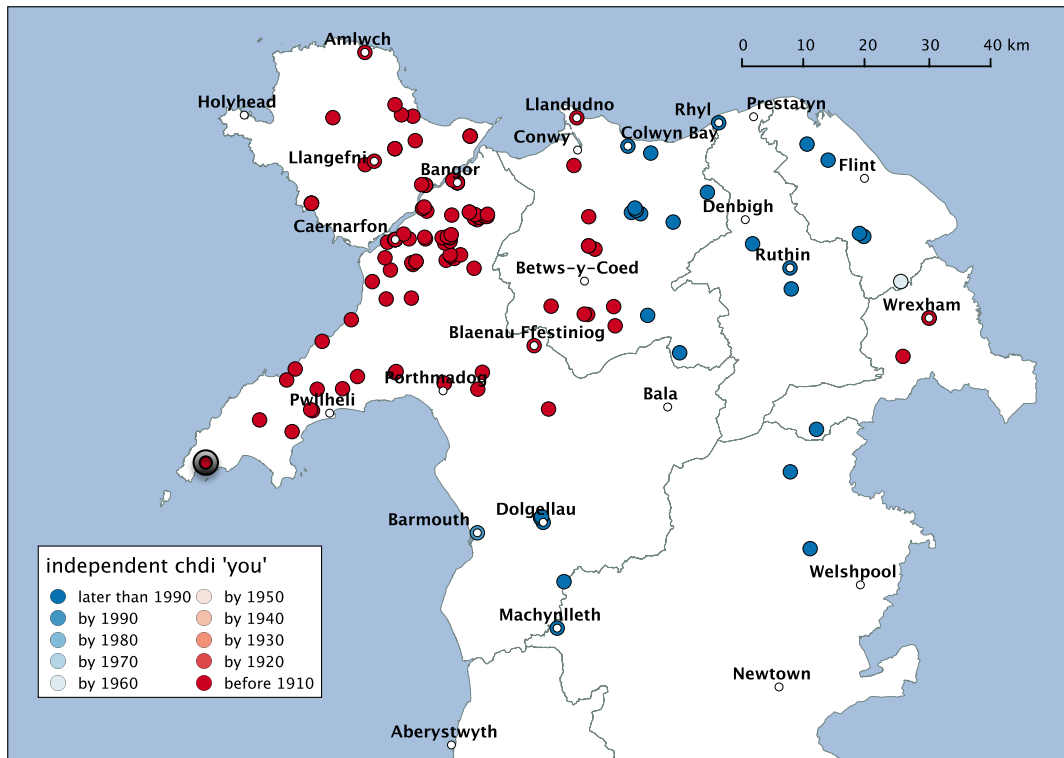 Amlwch
0 10 20 30 40 km
Holyhead
Llandudno
Rhyl
Prestatyn
Conwy
Colwyn Bay
Llangefni
Bangor
Flint
Denbigh
Caernarfon
Betws-y-Coed
Ruthin
Wrexham
Blaenau Ffestiniog
Porthmadog
Pwllheli
Bala
Barmouth
Dolgellau
independent chdi 'you'
later than 1990
by 1990
by 1980
by 1970
by 1960
by 1950
by 1940
by 1930
by 1920
before 1910
Welshpool
Machynlleth
Newtown
Aberystwyth